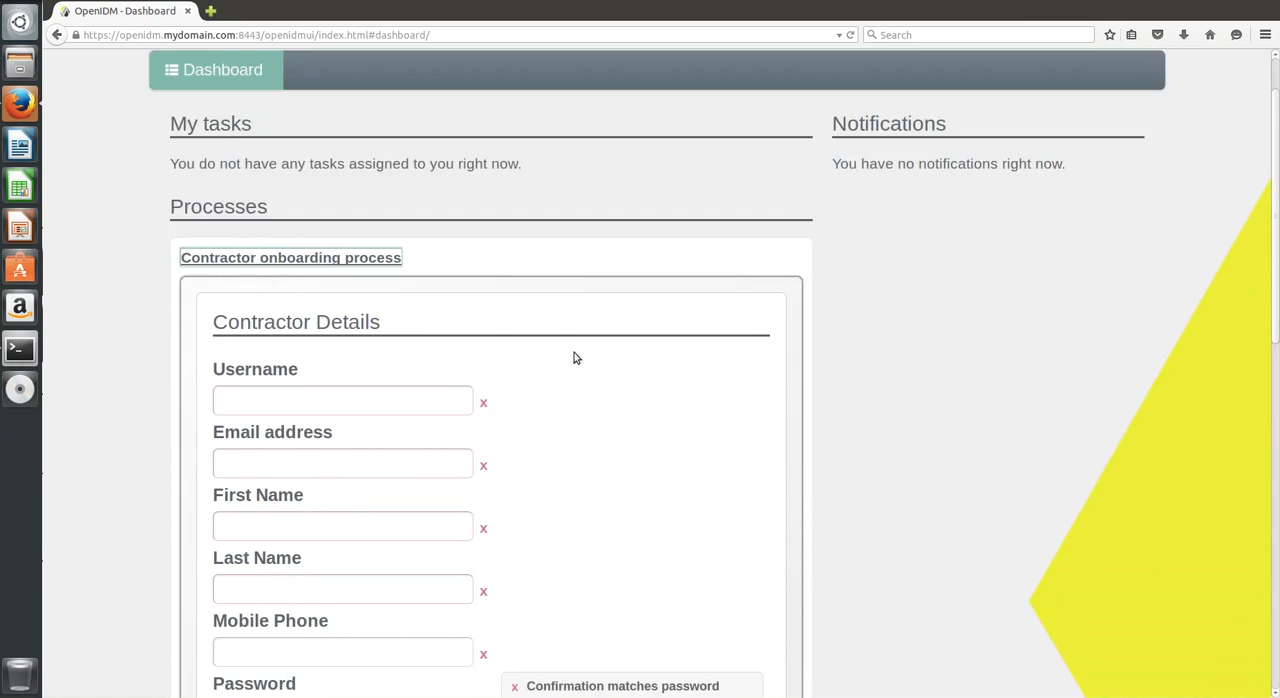 OpenIDM - Dashboard
https://openidm.mydomain.com:8443/openidmui/index.html#dashboard/
Search
Dashboard
My tasks
Notifications
You do not have any tasks assigned to you right now.
You have no notifications right now.
Processes
Contractor onboarding process
Contractor Details
Username
x
Email address
x
First Name
x
Last Name
x
Mobile Phone
x
Password
x Confirmation matches password